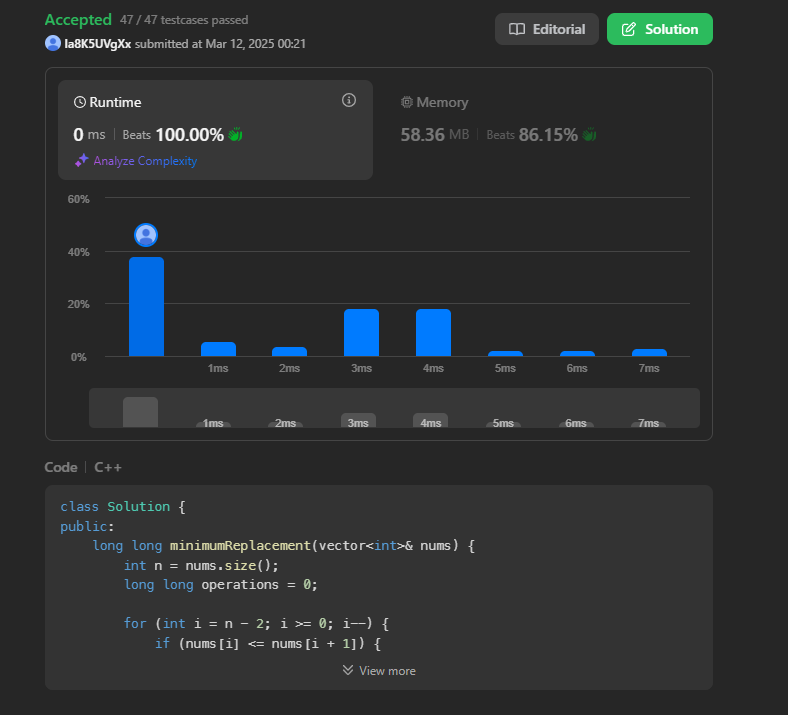 Accepted 47 / 47 testcases passed
la8K5UVgXx submitted at Mar 12, 2025 00:21
Editorial
Solution
Runtime
0 ms | Beats 100.00%
Analyze Complexity
Memory
58.36 MB | Beats 86.15%
60%
40%
20%
0%
1ms 2ms 3ms 4ms 5ms 6ms 7ms
1ms 2ms 3ms 4ms 5ms 6ms 7ms
Code | C++
class Solution {
public:
    long long minimumReplacement(vector<int>& nums) {
        int n = nums.size();
        long long operations = 0;
        for (int i = n - 2; i >= 0; i--) {
            if (nums[i] <= nums[i + 1]) {
View more